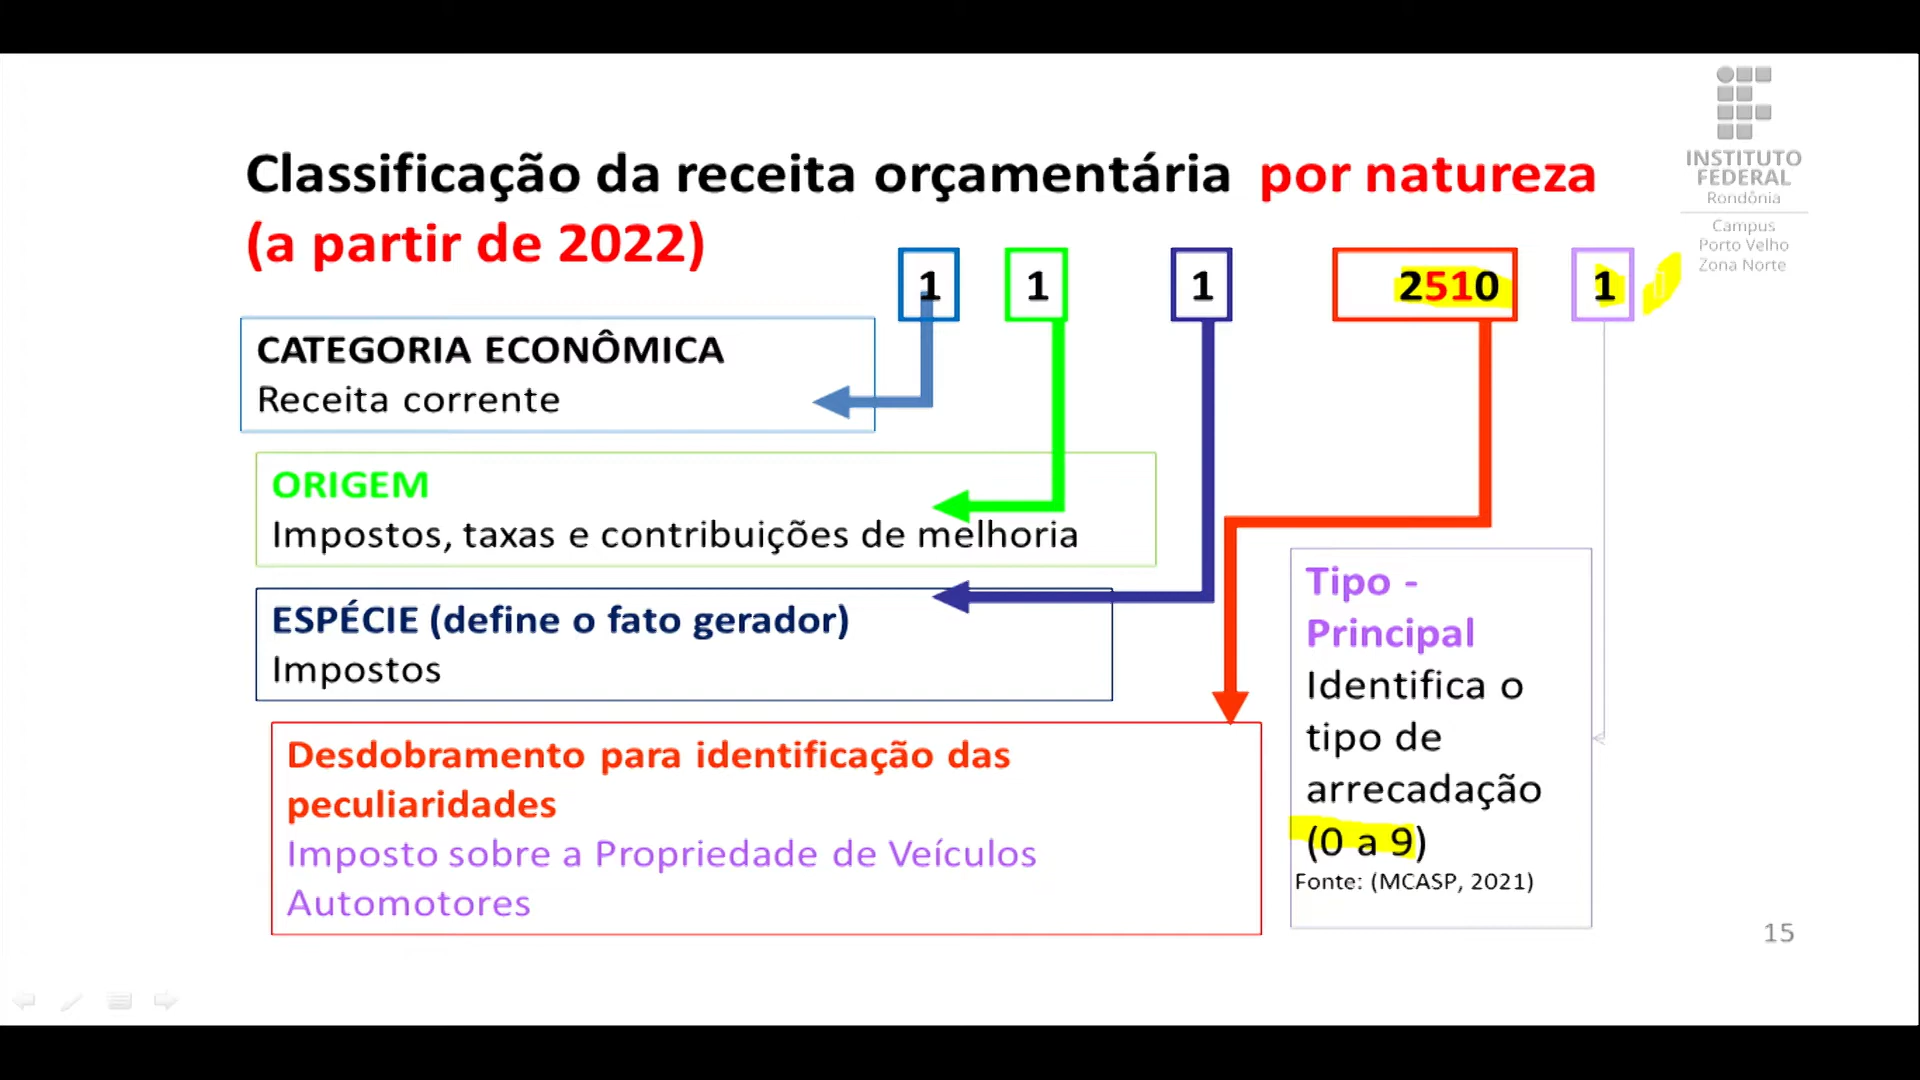 Classificação da receita orçamentária por natureza
(a partir de 2022)
INSTITUTO
FEDERAL
Rondônia
Campus
Porto Velho
Zona Norte
1 1 1 2510 1
CATEGORIA ECONÔMICA
Receita corrente
ORIGEM
Impostos, taxas e contribuições de melhoria
ESPÉCIE (define o fato gerador)
Impostos
Desdobramento para identificação das
peculiaridades
Imposto sobre a Propriedade de Veículos
Automotores
Tipo -
Principal
Identifica o
tipo de
arrecadação
(0 a 9)
Fonte: (MCASP, 2021)
15